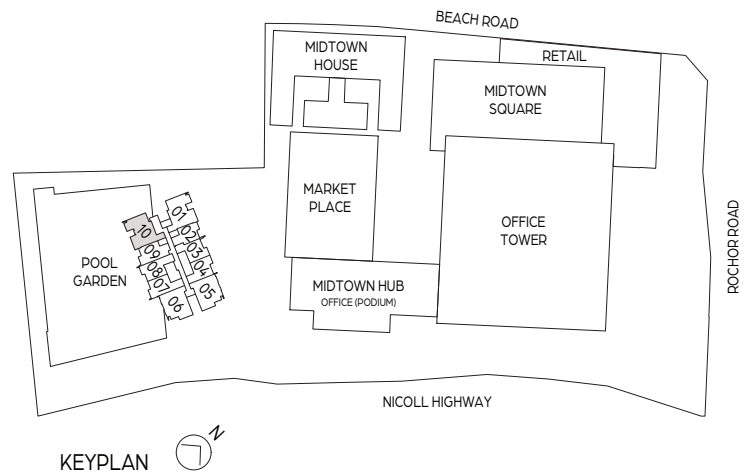 BEACH ROAD
MIDTOWN
HOUSE
RETAIL
MIDTOWN
SQUARE
MARKET
PLACE
OFFICE
TOWER
ROCHOR ROAD
01
02
03
04
05
10
09
08
07
06
POOL
GARDEN
MIDTOWN HUB
OFFICE (PODIUM)
NICOLL HIGHWAY
N
KEYPLAN